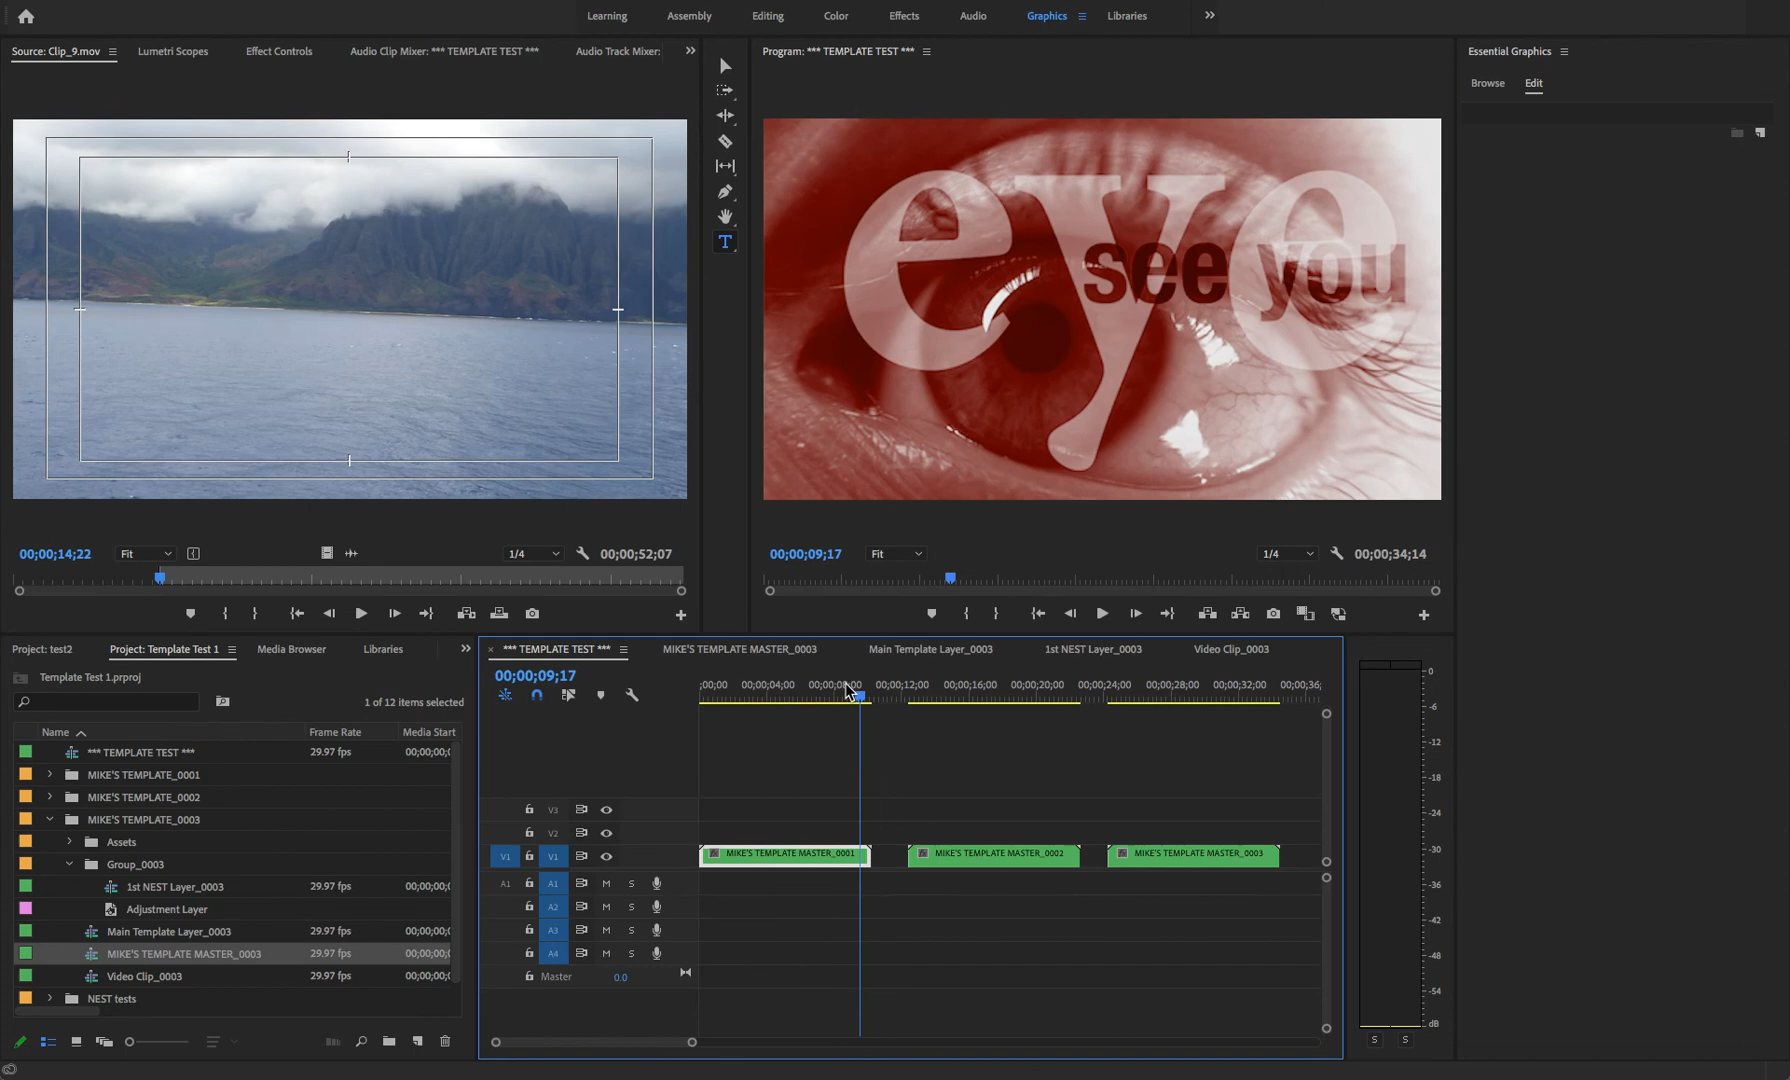 Learning Assembly Editing Color Effects Audio Graphics Libraries
Source: Clip_9.mov Lumetri Scopes Effect Controls Audio Clip Mixer: *** TEMPLATE TEST *** Audio Track Mixer:
Program: *** TEMPLATE TEST ***
Essential Graphics
Browse Edit
eye
see you
00;00;14;22 Fit 1/4 00;00;52;07
00;00;09;17 Fit 1/4 00;00;34;14
Project: test2 Project: Template Test 1 Media Browser Libraries
Template Test 1.prproj
1 of 12 items selected
Name Frame Rate Media Start
*** TEMPLATE TEST *** 29.97 fps 00;00;00;
MIKE'S TEMPLATE_0001
MIKE'S TEMPLATE_0002
MIKE'S TEMPLATE_0003
Assets
Group_0003
1st NEST Layer_0003 29.97 fps 00;00;00;
Adjustment Layer
Main Template Layer_0003 29.97 fps 00;00;00;
MIKE'S TEMPLATE MASTER_0003 29.97 fps 00;00;00;
Video Clip_0003 29.97 fps 00;00;00;
NEST tests
*** TEMPLATE TEST *** MIKE'S TEMPLATE MASTER_0003 Main Template Layer_0003 1st NEST Layer_0003 Video Clip_0003
00;00;09;17
;00;00 00;00;04;00 00;00;12;00 00;00;16;00 00;00;20;00 00;00;24;00 00;00;28;00 00;00;32;00 00;00;36;
V3
V2
V1 V1 MIKE'S TEMPLATE MASTER_0001 MIKE'S TEMPLATE MASTER_0002 MIKE'S TEMPLATE MASTER_0003
A1 A1 M S
A2 M S
A3 M S
A4 M S
Master 0.0
0
-6
-12
-18
-24
-30
-36
-42
-48
-54
dB
S S